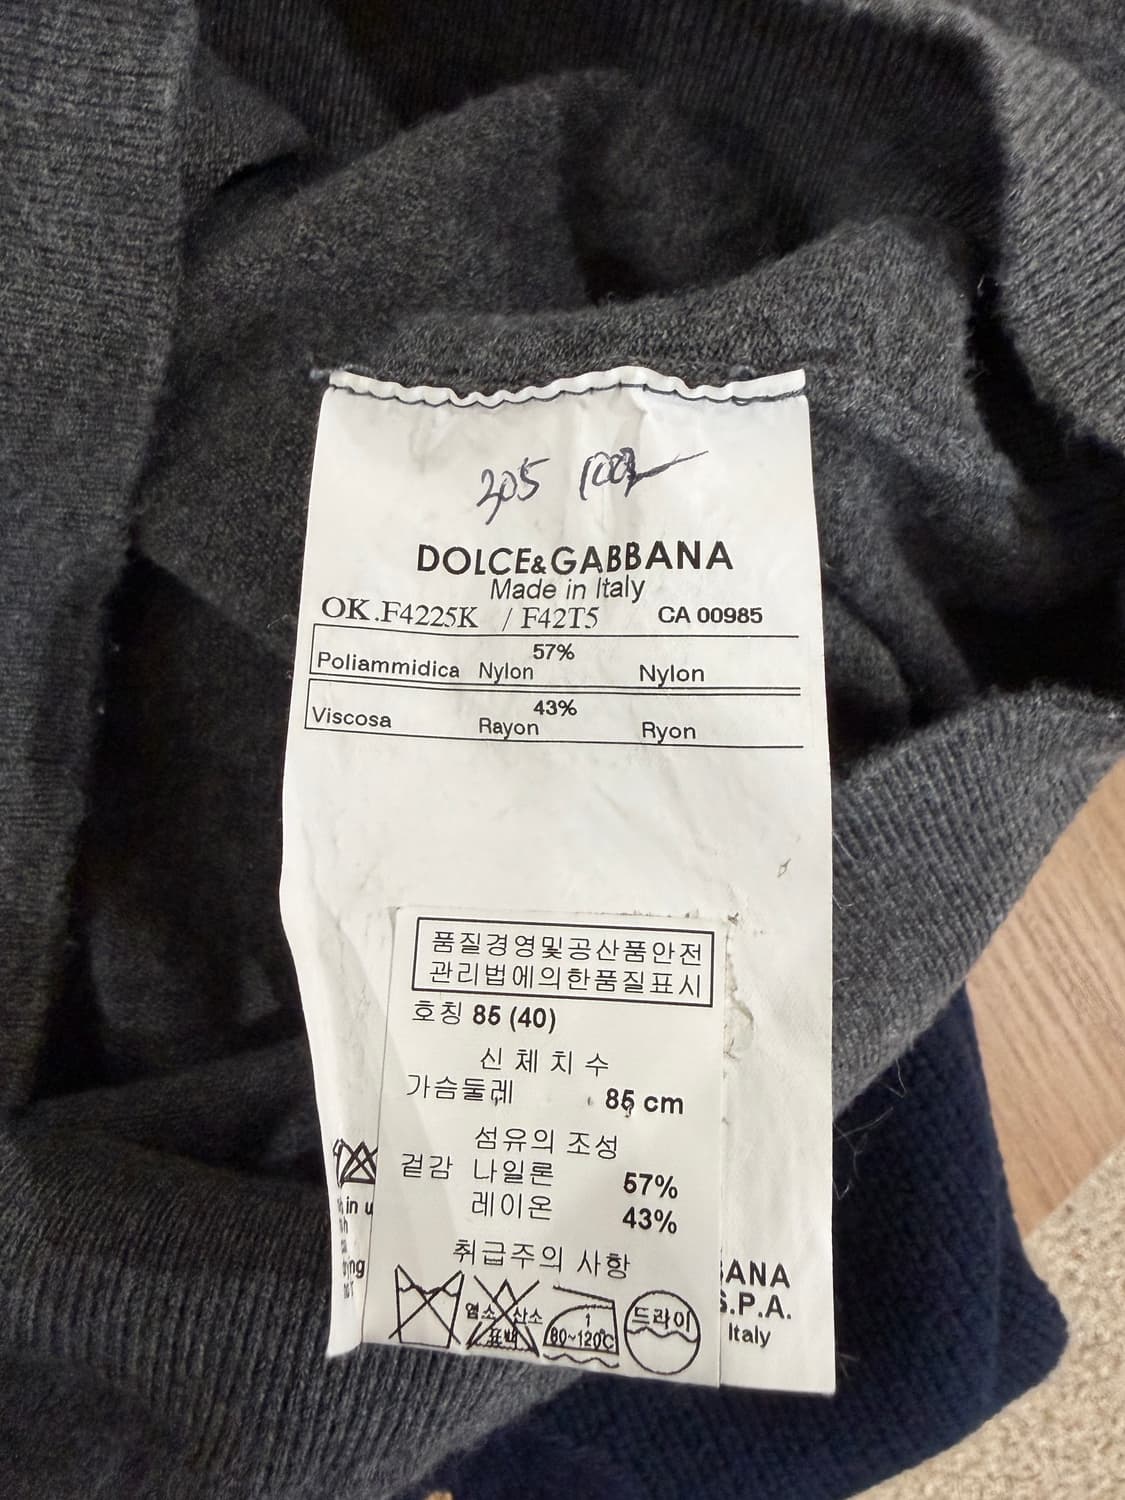 205
DOLCE&GABBANA
Made in Italy
OK.F4225K / F42T5 CA 00985
57%
Poliammidica Nylon Nylon
43%
Viscosa Rayon Ryon
품질경영및공산품안전
관리법에의한품질표시
호칭 85 (40)
신체치수
가슴둘레 85 cm
섬유의 조성
겉감 나일론 57%
레이온 43%
취급주의 사항
염소 산소
표백
1
80~120℃
드라이
in u
BANA
S.P.A.
Italy